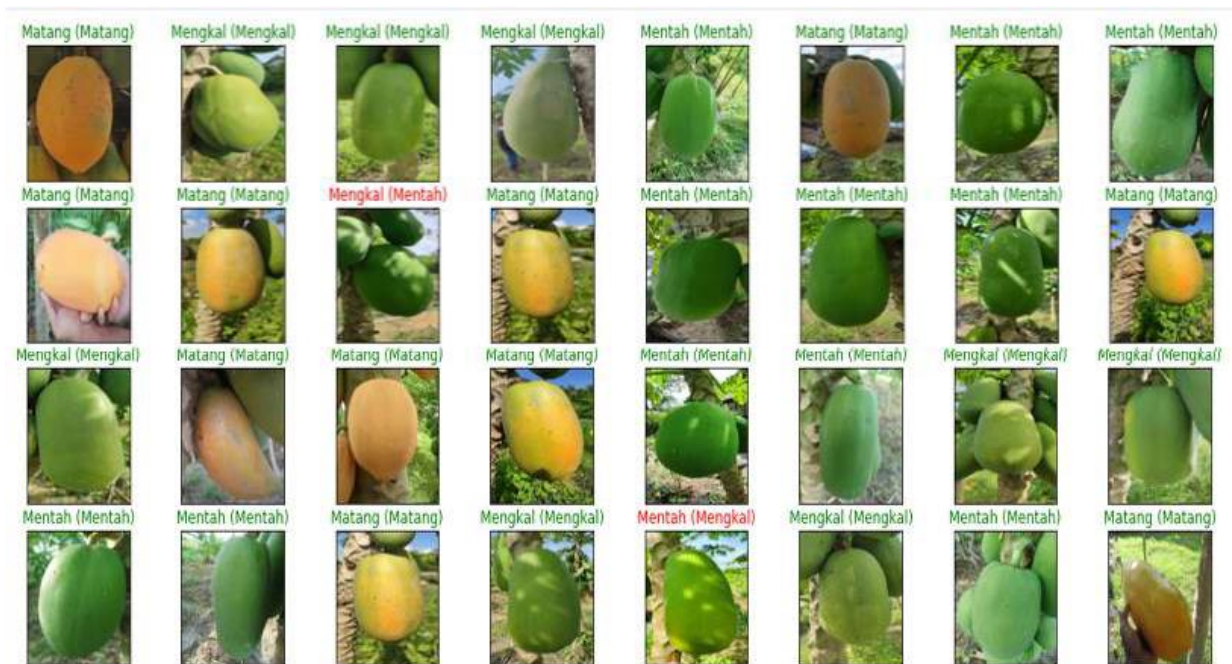 Matang (Matang) Mengkal (Mengkal) Mengkal (Mengkal) Mengkal (Mengkal) Mentah (Mentah) Matang (Matang) Mentah (Mentah) Mentah (Mentah)
Matang (Matang) Matang (Matang) Mengkal (Mentah) Matang (Matang) Mentah (Mentah) Mentah (Mentah) Mentah (Mentah) Matang (Matang)
Mengkal (Mengkal) Matang (Matang) Matang (Matang) Matang (Matang) Mentah (Mentah) Mentah (Mentah) Mengkal (Mengkal) Mengkal (Mengkal)
Mentah (Mentah) Mentah (Mentah) Matang (Matang) Mengkal (Mengkal) Mentah (Mengkal) Mengkal (Mengkal) Mentah (Mentah) Matang (Matang)